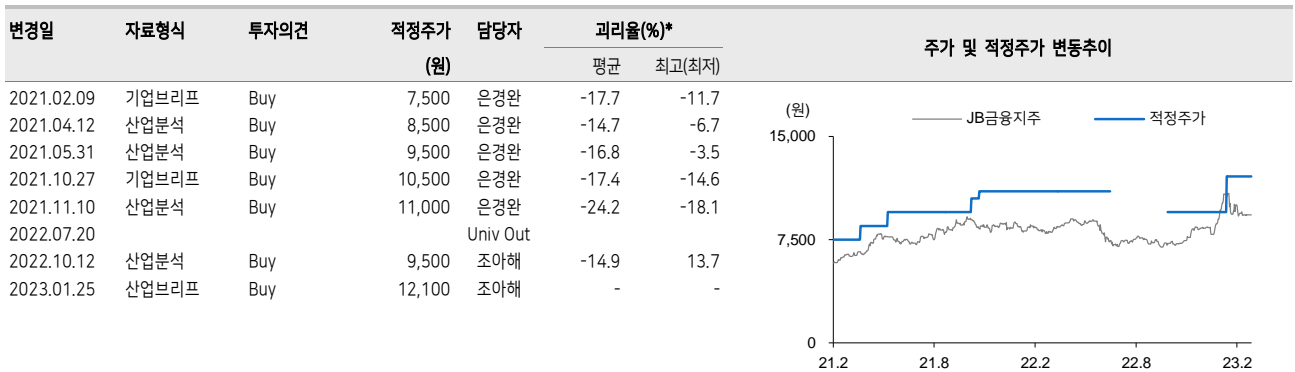 변경일 자료형식 투자의견 적정주가 담당자 괴리율(%)*
(원) 평균 최고(최저)
2021.02.09 기업브리프 Buy 7,500 은경완 -17.7 -11.7
2021.04.12 산업분석 Buy 8,500 은경완 -14.7 -6.7
2021.05.31 산업분석 Buy 9,500 은경완 -16.8 -3.5
2021.10.27 기업브리프 Buy 10,500 은경완 -17.4 -14.6
2021.11.10 산업분석 Buy 11,000 은경완 -24.2 -18.1
2022.07.20 Univ Out
2022.10.12 산업분석 Buy 9,500 조아해 -14.9 13.7
2023.01.25 산업브리프 Buy 12,100 조아해 - -
주가 및 적정주가 변동추이
(원)
JB금융지주 적정주가
15,000
7,500
0
21.2 21.8 22.2 22.8 23.2